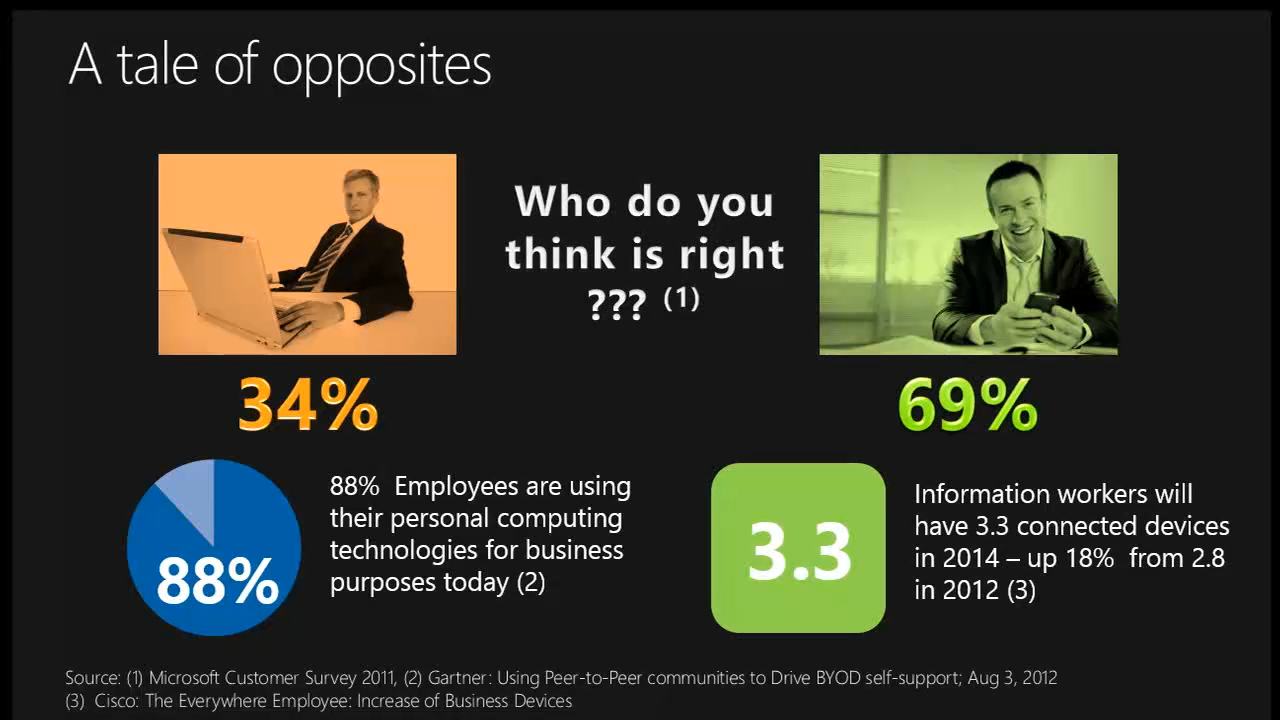 A tale of opposites
Who do you
think is right
??? (1)
34%
69%
88%
88%  Employees are using
their personal computing
technologies for business
purposes today (2)
3.3
Information workers will
have 3.3 connected devices
in 2014 – up 18%  from 2.8
in 2012 (3)
Source: (1) Microsoft Customer Survey 2011, (2) Gartner: Using Peer-to-Peer communities to Drive BYOD self-support; Aug 3, 2012
(3)  Cisco: The Everywhere Employee: Increase of Business Devices